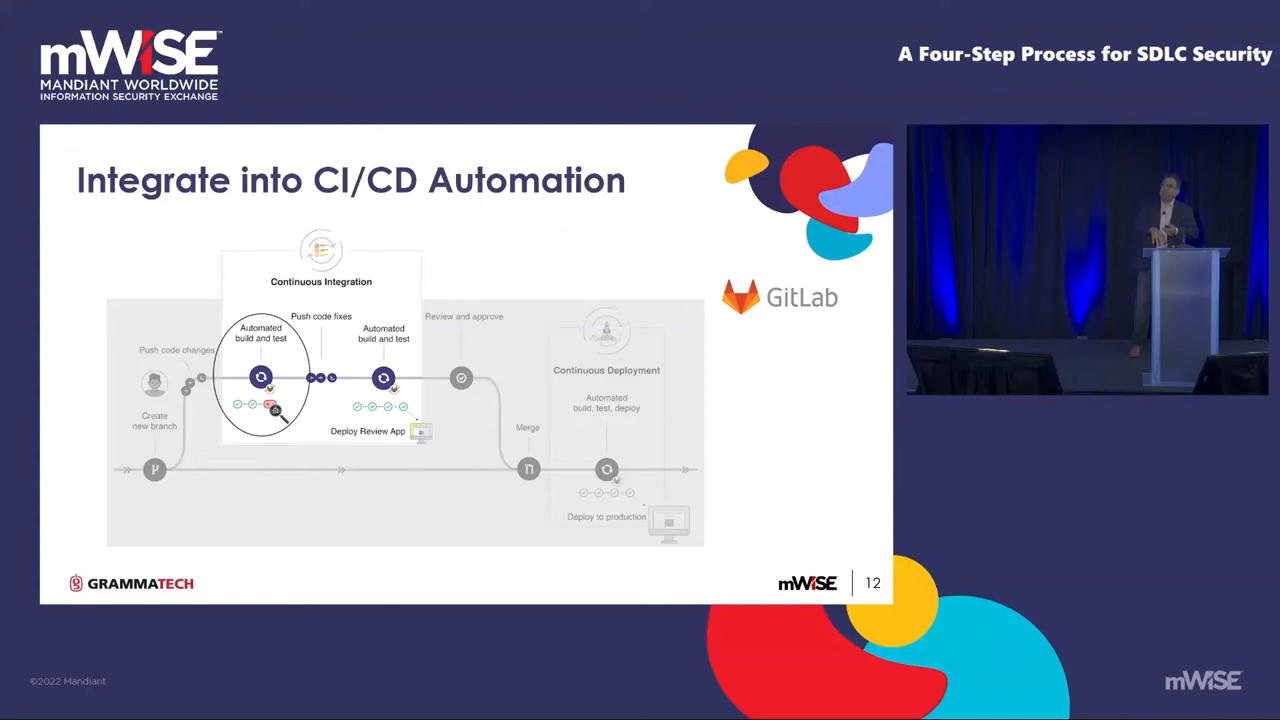 mWISE
MANDIANT WORLDWIDE
INFORMATION SECURITY EXCHANGE
A Four-Step Process for SDLC Security
Integrate into CI/CD Automation
GitLab
Continuous Integration
Push code fixes
Automated
build and test
Automated
build and test
Review and approve
Push code changes
Continuous Deployment
Automated
build, test, deploy
Create
new branch
Deploy Review App
Merge
Deploy to production
GRAMMATECH
mWISE
12
©2022 Mandiant
mWISE